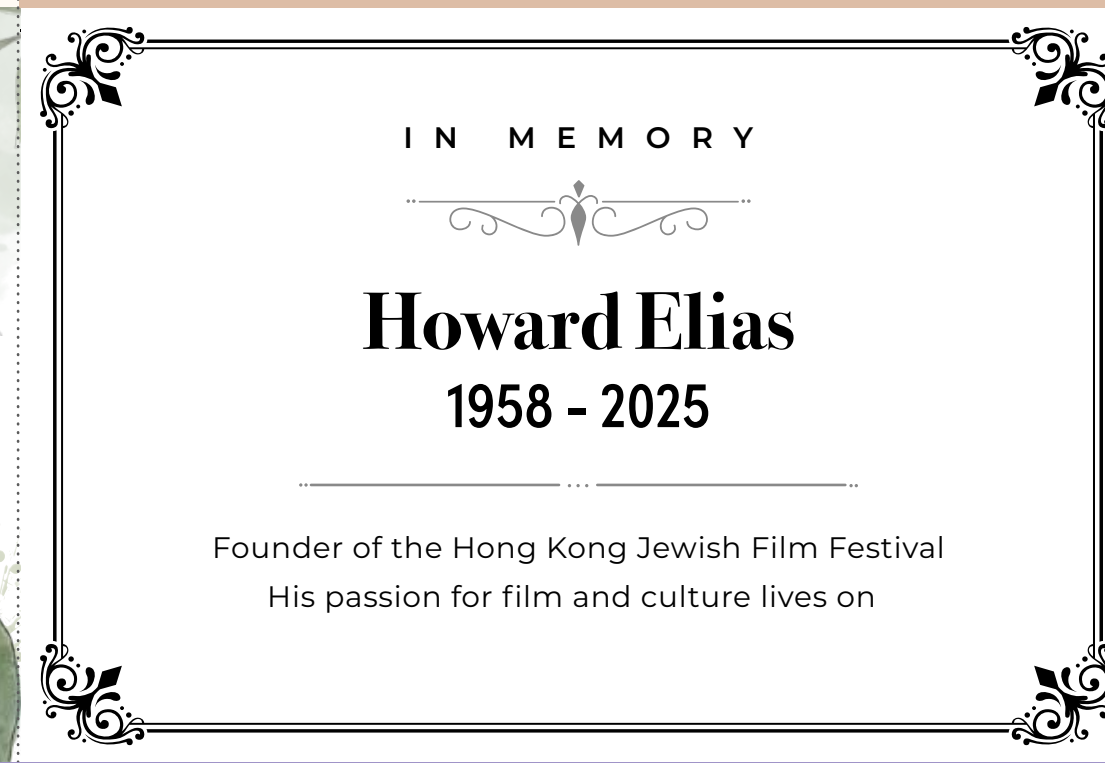 IN MEMORY
Howard Elias
1958 - 2025
Founder of the Hong Kong Jewish Film Festival
His passion for film and culture lives on